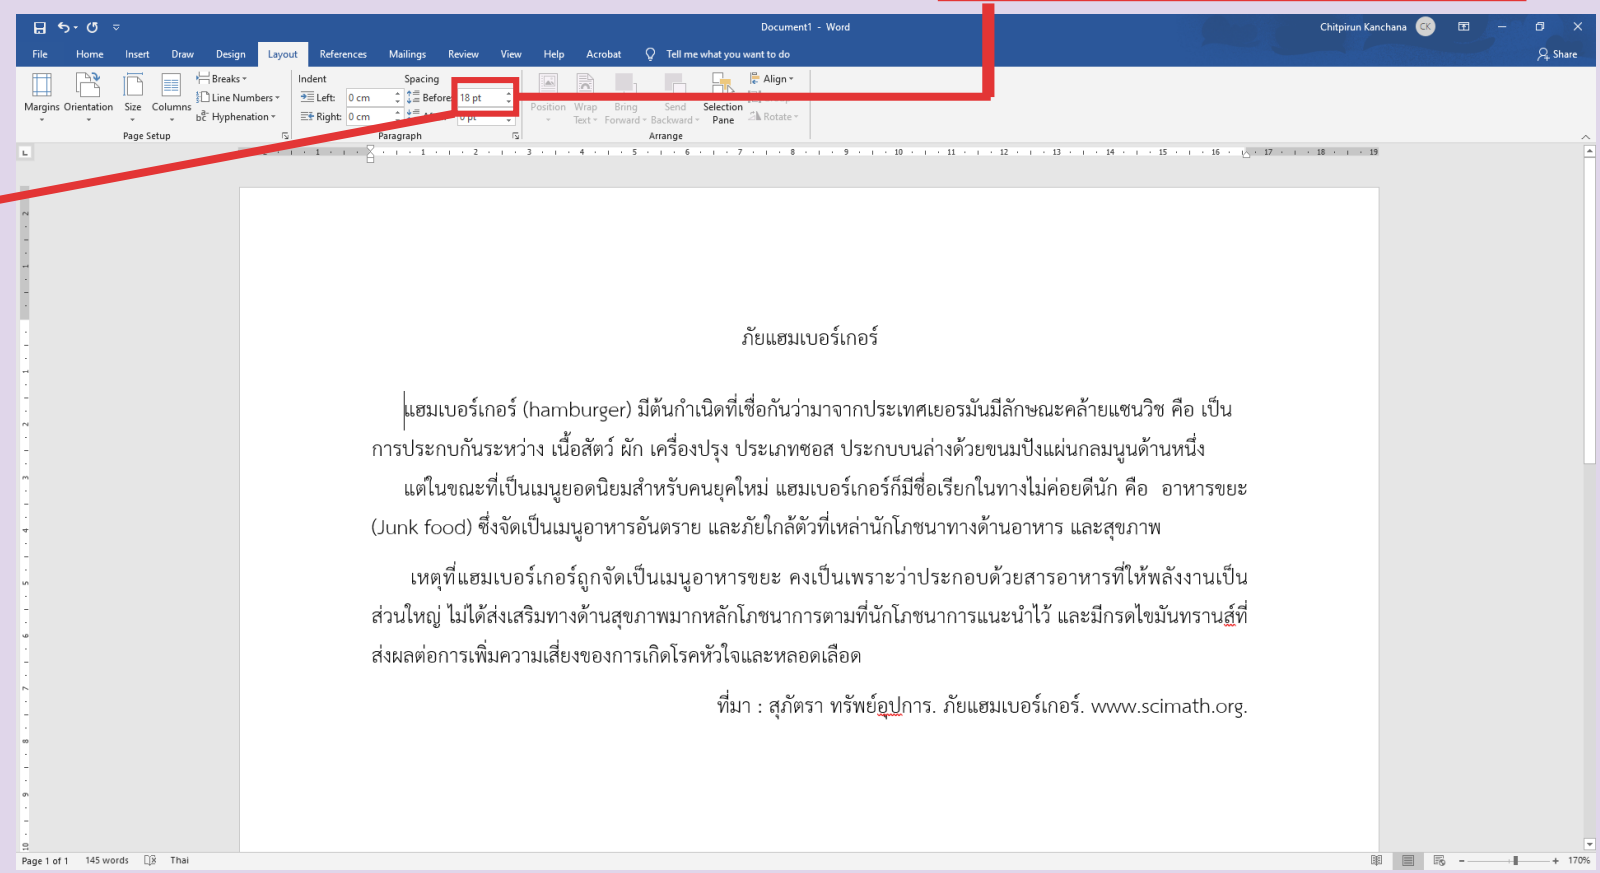 Document1 - Word
Chitpirun Kanchana CK
File Home Insert Draw Design Layout References Mailings Review View Help Acrobat Tell me what you want to do Share
Margins Orientation Size Columns
Breaks
Line Numbers
Hyphenation
Page Setup
Indent Spacing
Left: 0 cm Before: 18 pt
Right: 0 cm 0 pt
Paragraph
Position Wrap Text Bring Forward Send Backward Selection Pane
Align
Rotate
Arrange
1 1 2 3 4 5 6 7 8 9 10 11 12 13 14 15 16 17 18 19
ภัยแฮมเบอร์เกอร์
แฮมเบอร์เกอร์ (hamburger) มีต้นกำเนิดที่เชื่อกันว่ามาจากประเทศเยอรมันมีลักษณะคล้ายแซนวิช คือ เป็น
การประกบกันระหว่าง เนื้อสัตว์ ผัก เครื่องปรุง ประเภทซอส ประกบบนล่างด้วยขนมปังแผ่นกลมนูนด้านหนึ่ง
แต่ในขณะที่เป็นเมนูยอดนิยมสำหรับคนยุคใหม่ แฮมเบอร์เกอร์ก็มีชื่อเรียกในทางไม่ค่อยดีนัก คือ อาหารขยะ
(Junk food) ซึ่งจัดเป็นเมนูอาหารอันตราย และภัยใกล้ตัวที่เหล่านักโภชนาทางด้านอาหาร และสุขภาพ
เหตุที่แฮมเบอร์เกอร์ถูกจัดเป็นเมนูอาหารขยะ คงเป็นเพราะว่าประกอบด้วยสารอาหารที่ให้พลังงานเป็น
ส่วนใหญ่ ไม่ได้ส่งเสริมทางด้านสุขภาพมากหลักโภชนาการตามที่นักโภชนาการแนะนำไว้ และมีกรดไขมันทรานส์ที่
ส่งผลต่อการเพิ่มความเสี่ยงของการเกิดโรคหัวใจและหลอดเลือด
ที่มา : สุภัตรา ทรัพย์อุปการ. ภัยแฮมเบอร์เกอร์. www.scimath.org.
Page 1 of 1 145 words Thai 170%